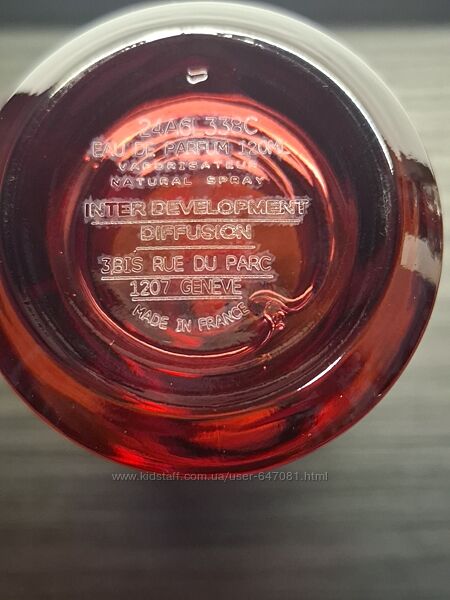 24A6L338C
EAU DE PARFUM 120ML
VAPORISATEUR
NATURAL SPRAY
INTER DEVELOPMENT
DIFFUSION
3BIS RUE DU PARC
1207 GENEVE
MADE IN FRANCE
www.kidstaff.com.ua/user-647081.html